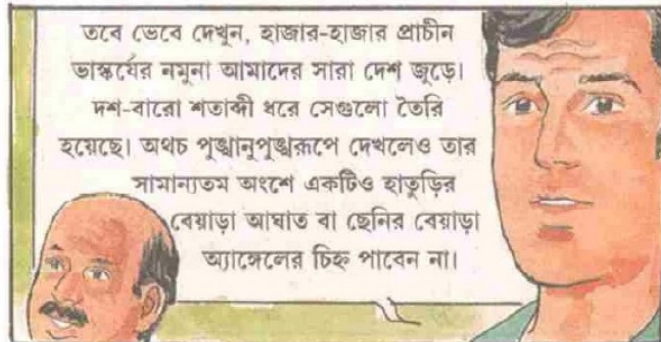 তবে ভেবে দেখুন, হাজার-হাজার প্রাচীন
ভাস্কর্যের নমুনা আমাদের সারা দেশ জুড়ে।
দশ-বারো শতাব্দী ধরে সেগুলো তৈরি
হয়েছে। অথচ পুঙ্খানুপুঙ্খরূপে দেখলেও তার
সামান্যতম অংশে একটিও হাতুড়ির
বেয়াড়া আঘাত বা ছেনির বেয়াড়া
অ্যাঙ্গেলের চিহ্ন পাবেন না।